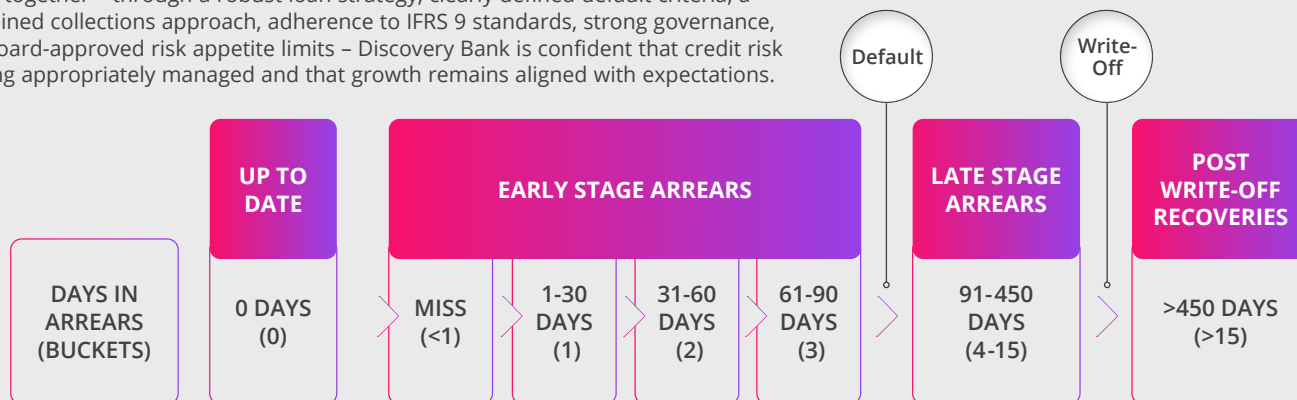 together – through a robust loan strategy, clearly defined default criteria, a
ined collections approach, adherence to IFRS 9 standards, strong governance,
oard-approved risk appetite limits – Discovery Bank is confident that credit risk
ng appropriately managed and that growth remains aligned with expectations.
Default
Write-
Off
UP TO
DATE
EARLY STAGE ARREARS
LATE STAGE
ARREARS
POST
WRITE-OFF
RECOVERIES
DAYS IN
ARREARS
(BUCKETS)
0 DAYS
(0)
MISS
(<1)
1-30
DAYS
(1)
31-60
DAYS
(2)
61-90
DAYS
(3)
91-450
DAYS
(4-15)
>450 DAYS
(>15)